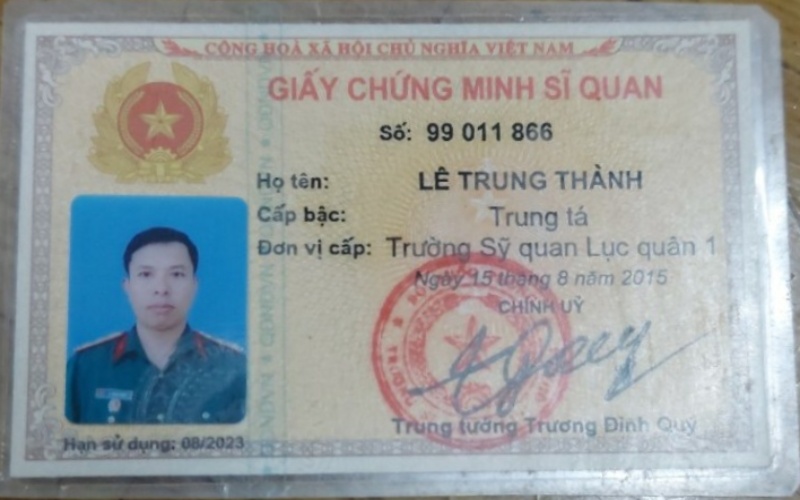 CỘNG HOÀ XÃ HỘI CHỦ NGHĨA VIỆT NAM
GIẤY CHỨNG MINH SĨ QUAN
Số: 99 011 866
Họ tên: LÊ TRUNG THÀNH
Cấp bậc: Trung tá
Đơn vị cấp: Trường Sỹ quan Lục quân 1
Ngày 15 tháng 8 năm 2015
CHÍNH UỶ
Trung tướng Trương Đình Quý
Hạn sử dụng: 08/2023